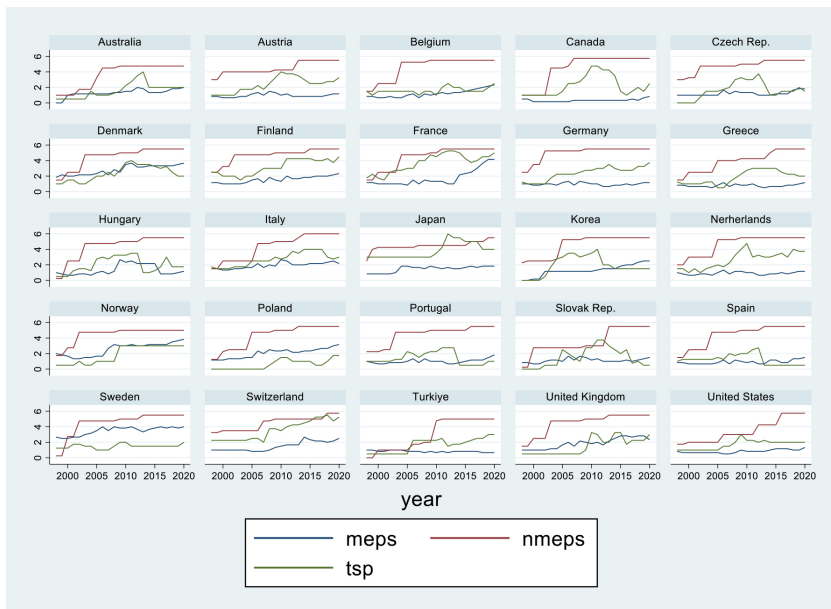 Australia Austria Belgium Canada Czech Rep.
6
4
2
0
Denmark Finland France Germany Greece
6
4
2
0
Hungary Italy Japan Korea Nerherlands
6
4
2
0
Norway Poland Portugal Slovak Rep. Spain
6
4
2
0
Sweden Switzerland Turkiye United Kingdom United States
6
4
2
0
2000 2005 2010 2015 2020 2000 2005 2010 2015 2020 2000 2005 2010 2015 2020 2000 2005 2010 2015 2020 2000 2005 2010 2015 2020
year
meps nmeps
tsp